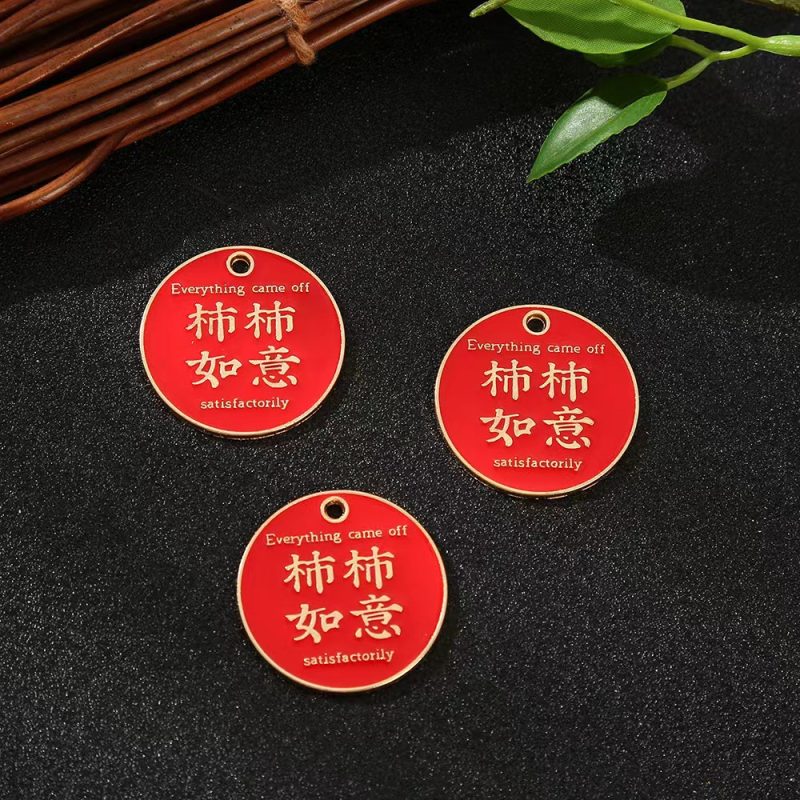 Everything came off
柿柿
如意
satisfactorily
Everything came off
柿柿
如意
satisfactorily
Everything came off
柿柿
如意
satisfactorily